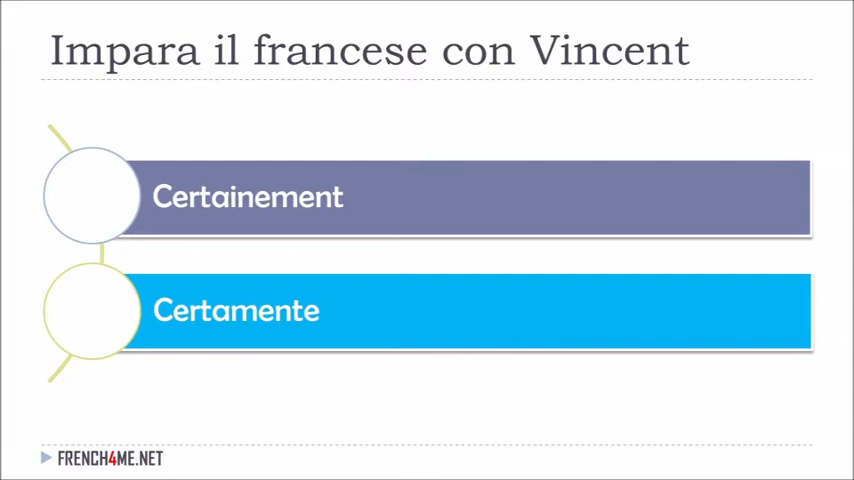 Impara il francese con Vincent
Certainement
Certamente
FRENCH4ME.NET